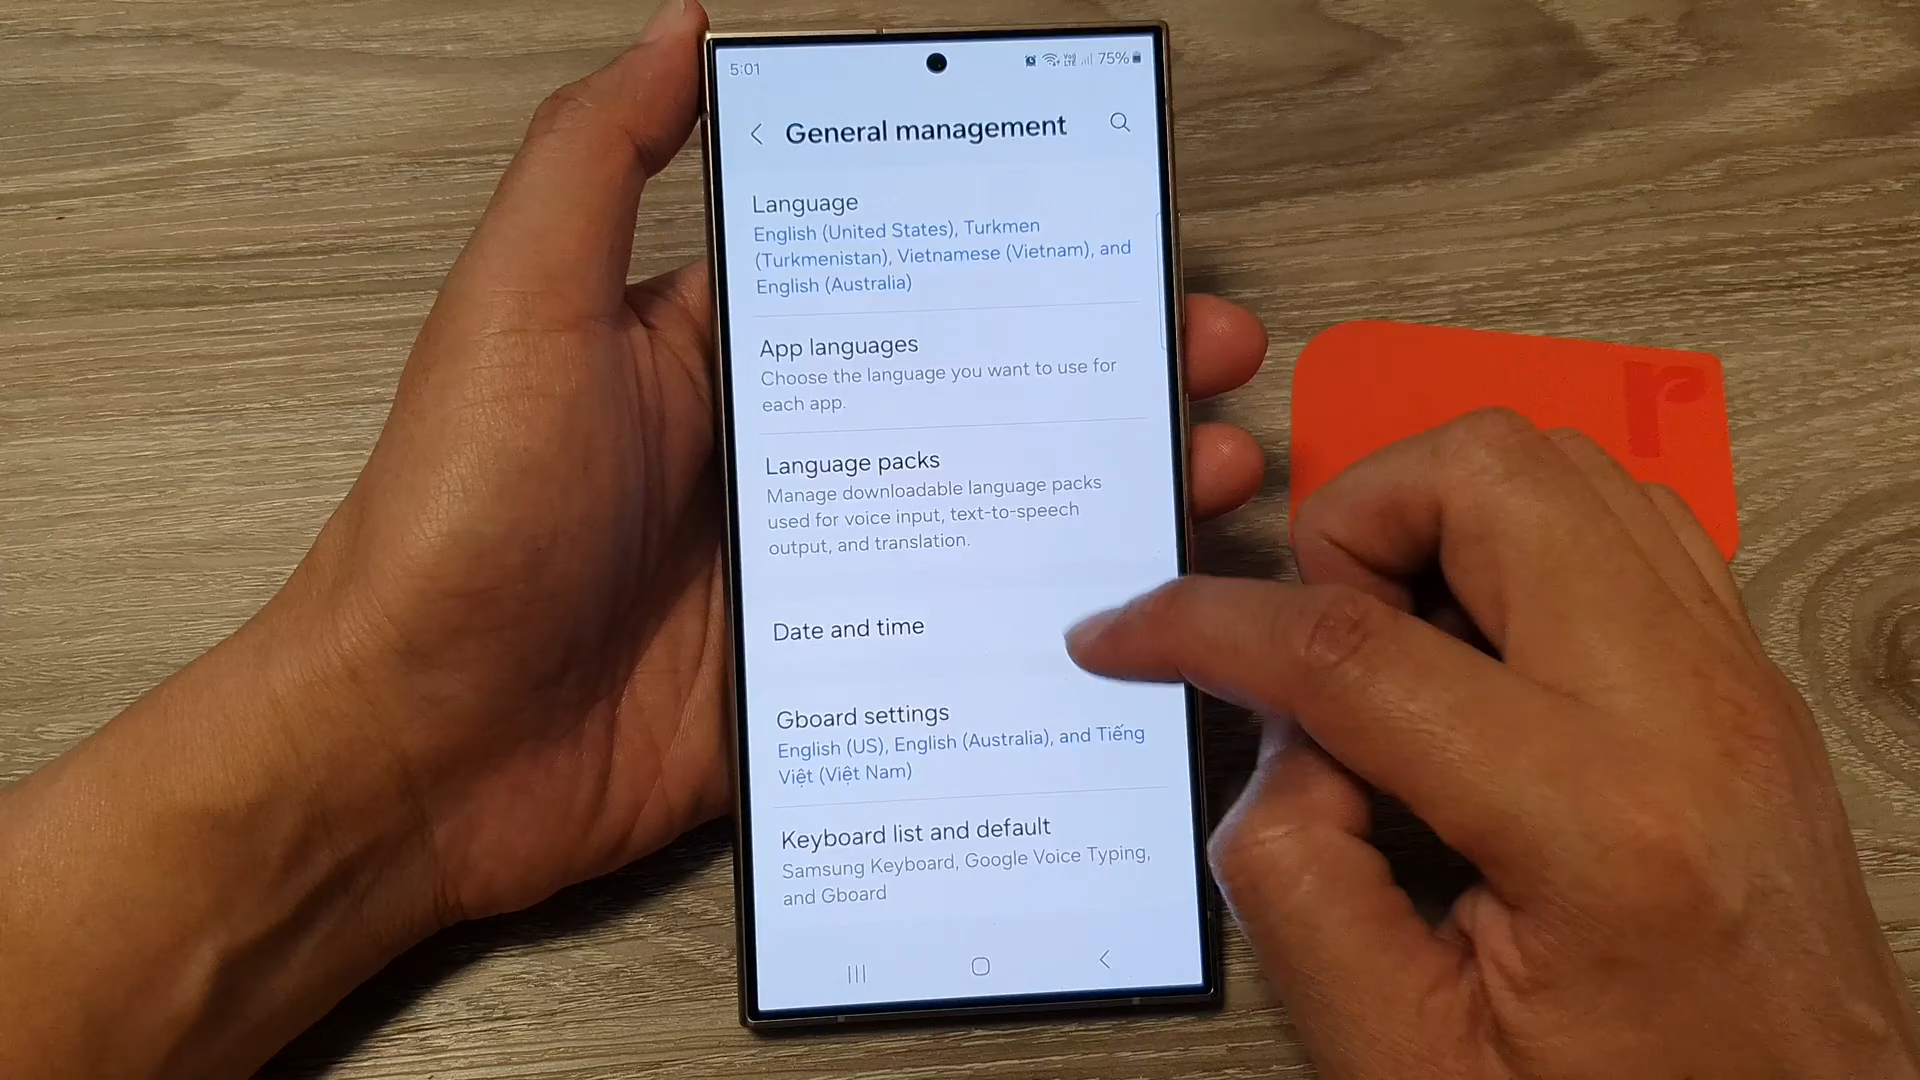 5:01
75%
General management
Language
English (United States), Turkmen
(Turkmenistan), Vietnamese (Vietnam), and
English (Australia)
App languages
Choose the language you want to use for
each app.
Language packs
Manage downloadable language packs
used for voice input, text-to-speech
output, and translation.
Date and time
Gboard settings
English (US), English (Australia), and Tiếng
Việt (Việt Nam)
Keyboard list and default
Samsung Keyboard, Google Voice Typing,
and Gboard
r